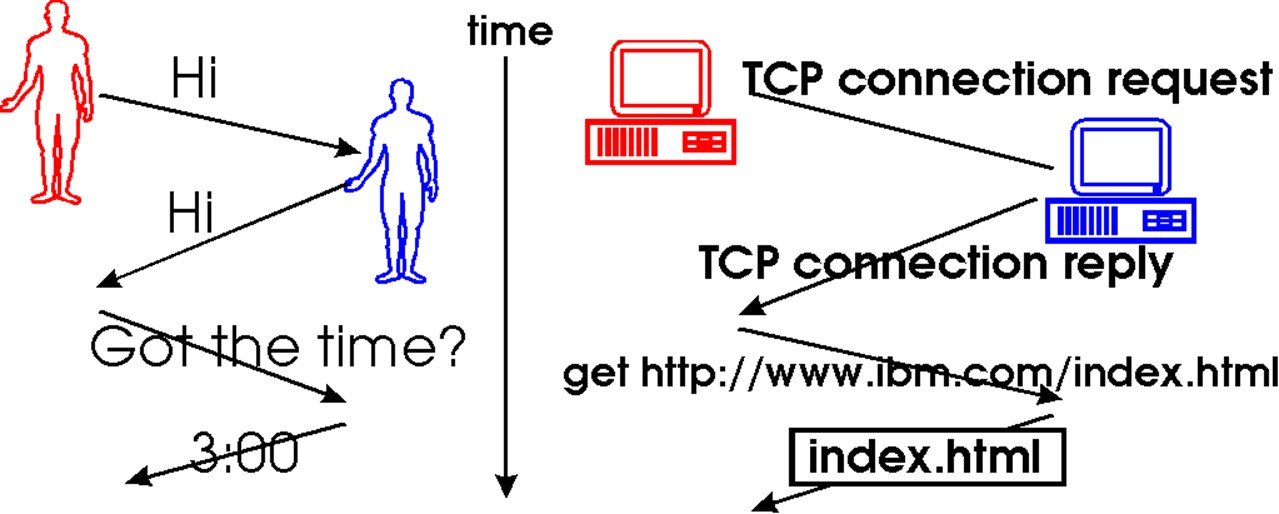 time
Hi
TCP connection request
Hi
TCP connection reply
Got the time?
get http://www.ibm.com/index.html
3:00
index.html